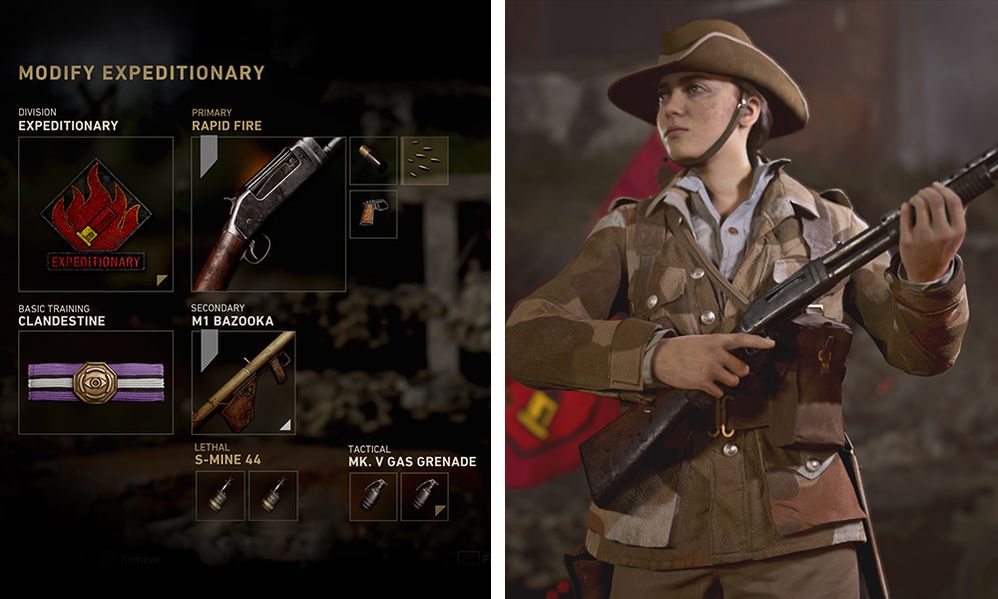 MODIFY EXPEDITIONARY
DIVISION
EXPEDITIONARY
PRIMARY
RAPID FIRE
EXPEDITIONARY
BASIC TRAINING
CLANDESTINE
SECONDARY
M1 BAZOOKA
LETHAL
S-MINE 44
TACTICAL
MK. V GAS GRENADE
Remove